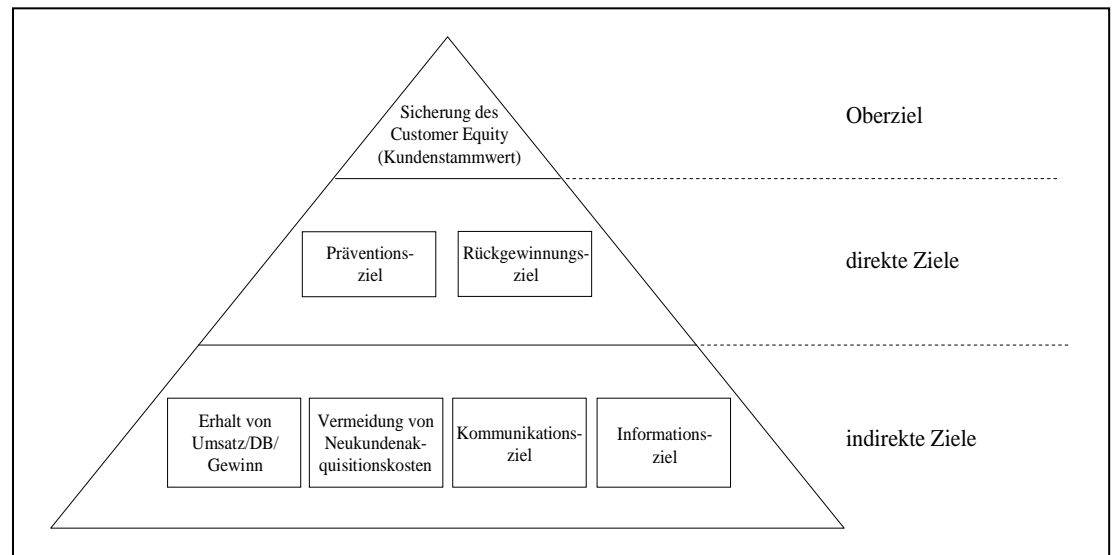 Sicherung des
Customer Equity
(Kundenstammwert)
Oberziel
Präventions-
ziel
Rückgewinnungs-
ziel
direkte Ziele
Erhalt von
Umsatz/DB/
Gewinn
Vermeidung von
Neukundenak-
quisitionskosten
Kommunikations-
ziel
Informations-
ziel
indirekte Ziele